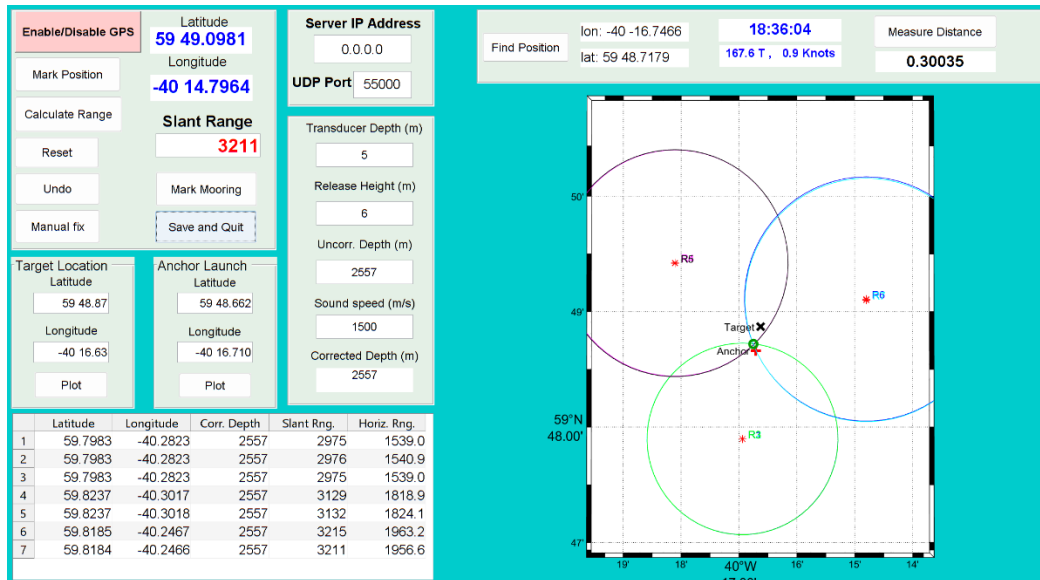 Enable/Disable GPS
Latitude
59 49.0981
Longitude
-40 14.7964
Mark Position
Calculate Range
Slant Range
3211
Reset
Undo
Mark Mooring
Manual fix
Save and Quit
Server IP Address
0.0.0.0
UDP Port 55000
Transducer Depth (m)
5
Release Height (m)
6
Uncorr. Depth (m)
2557
Sound speed (m/s)
1500
Corrected Depth (m)
2557
Target Location
Latitude
59 48.87
Longitude
-40 16.63
Plot
Anchor Launch
Latitude
59 48.662
Longitude
-40 16.710
Plot
Latitude Longitude Corr. Depth Slant Rng. Horiz. Rng.
1 59.7983 -40.2823 2557 2975 1539.0
2 59.7983 -40.2823 2557 2976 1540.9
3 59.7983 -40.2823 2557 2975 1539.0
4 59.8237 -40.3017 2557 3129 1818.9
5 59.8237 -40.3018 2557 3132 1824.1
6 59.8185 -40.2467 2557 3215 1963.2
7 59.8184 -40.2466 2557 3211 1956.6
Find Position
lon: -40 -16.7466
lat: 59 48.7179
18:36:04
167.6 T , 0.9 Knots
Measure Distance
0.30035
50'
49'
59°N
48.00'
47'
Target
Anchor
19' 18' 40°W 16' 15' 14'